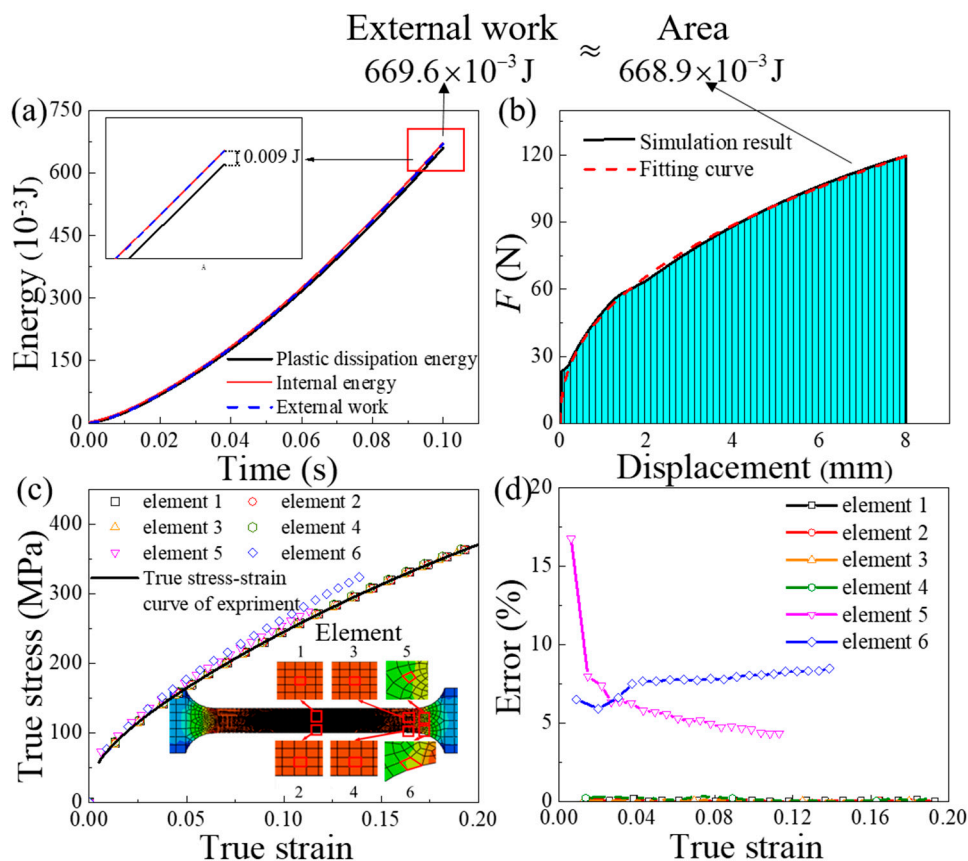 External work ≈ Area
669.6×10⁻³ J 668.9×10⁻³ J
(a)
750
600
450
300
150
0
Energy (10⁻³J)
0.009 J
Plastic dissipation energy
Internal energy
External work
0.00 0.02 0.04 0.06 0.08 0.10
Time (s)
(b)
120
90
60
30
0
F (N)
Simulation result
Fitting curve
0 2 4 6 8
Displacement (mm)
(c)
400
300
200
100
0
True stress (MPa)
element 1 element 2
element 3 element 4
element 5 element 6
True stress-strain
curve of expriment
Element
1 3 5
2 4 6
0.00 0.05 0.10 0.15 0.20
True strain
(d)
20
15
10
5
0
Error (%)
element 1
element 2
element 3
element 4
element 5
element 6
0.00 0.04 0.08 0.12 0.16 0.20
True strain